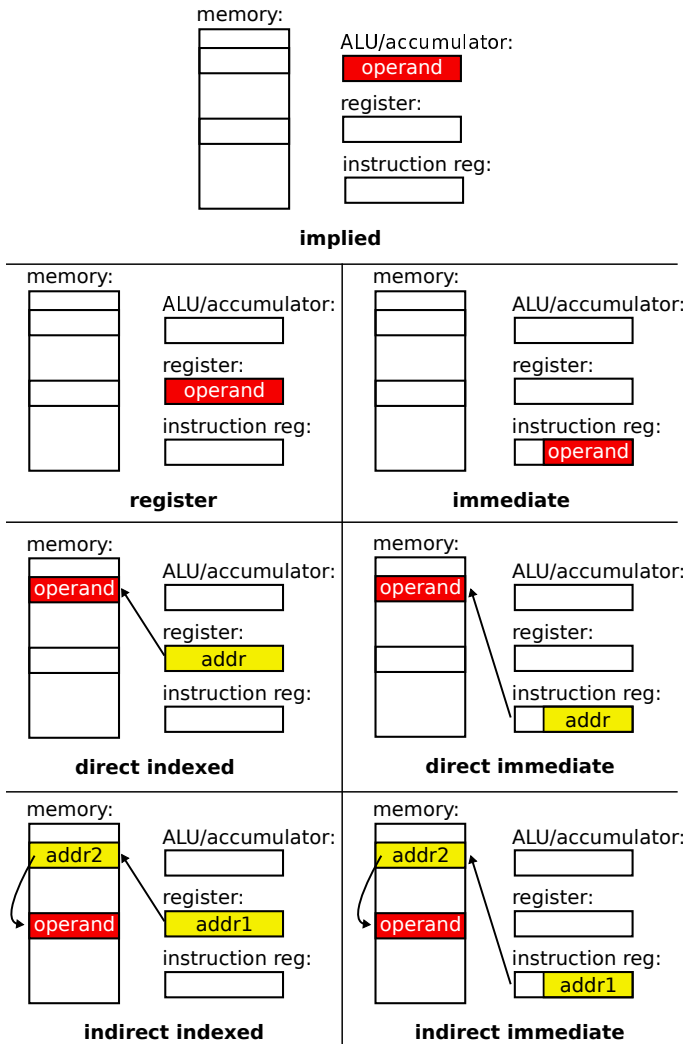 memory:
ALU/accumulator:
operand
register:
instruction reg:
implied
memory:
ALU/accumulator:
register:
operand
instruction reg:
register
memory:
ALU/accumulator:
register:
instruction reg:
operand
immediate
memory:
operand
ALU/accumulator:
register:
addr
instruction reg:
direct indexed
memory:
operand
ALU/accumulator:
register:
instruction reg:
addr
direct immediate
memory:
addr2
operand
ALU/accumulator:
register:
addr1
instruction reg:
indirect indexed
memory:
addr2
operand
ALU/accumulator:
register:
instruction reg:
addr1
indirect immediate